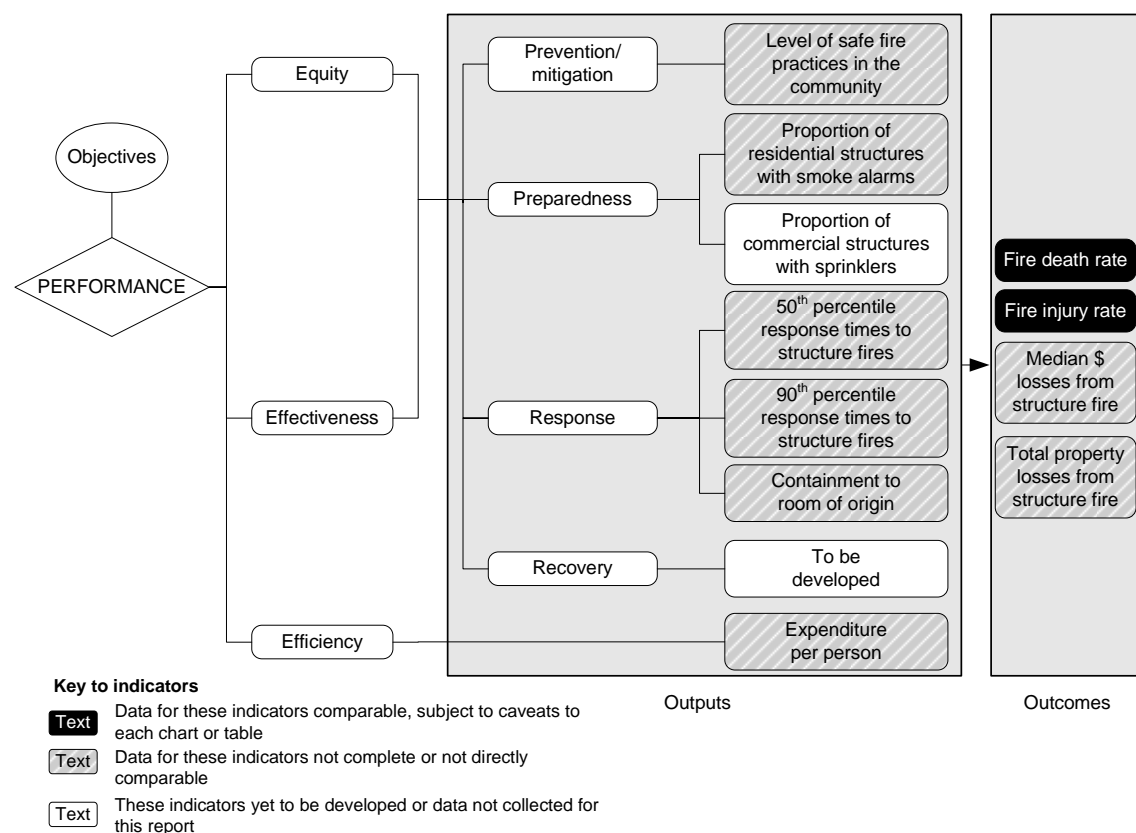 Objectives
PERFORMANCE
Equity
Effectiveness
Efficiency
Prevention/
mitigation
Preparedness
Response
Recovery
Level of safe fire
practices in the
community
Proportion of
residential structures
with smoke alarms
Proportion of
commercial structures
with sprinklers
50th percentile
response times to
structure fires
90th percentile
response times to
structure fires
Containment to
room of origin
To be
developed
Expenditure
per person
Outputs
Fire death rate
Fire injury rate
Median $
losses from
structure fire
Total property
losses from
structure fire
Outcomes
Key to indicators
Text
Data for these indicators comparable, subject to caveats to
each chart or table
Text
Data for these indicators not complete or not directly
comparable
Text
These indicators yet to be developed or data not collected for
this report